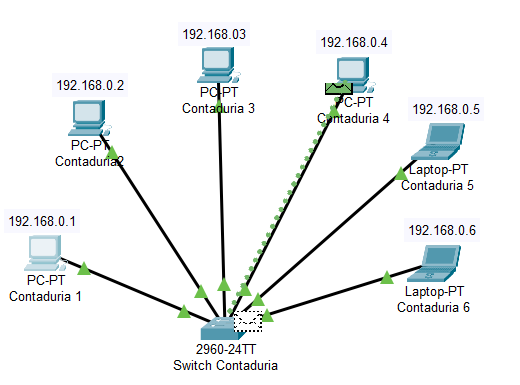 192.168.03
192.168.0.4
192.168.0.2
PC-PT
Contaduria 3
PC-PT
Contaduria 4
192.168.0.5
PC-PT
Contaduria2
Laptop-PT
Contaduria 5
192.168.0.1
192.168.0.6
PC-PT
Contaduria 1
Laptop-PT
Contaduria 6
2960-24TT
Switch Contaduria